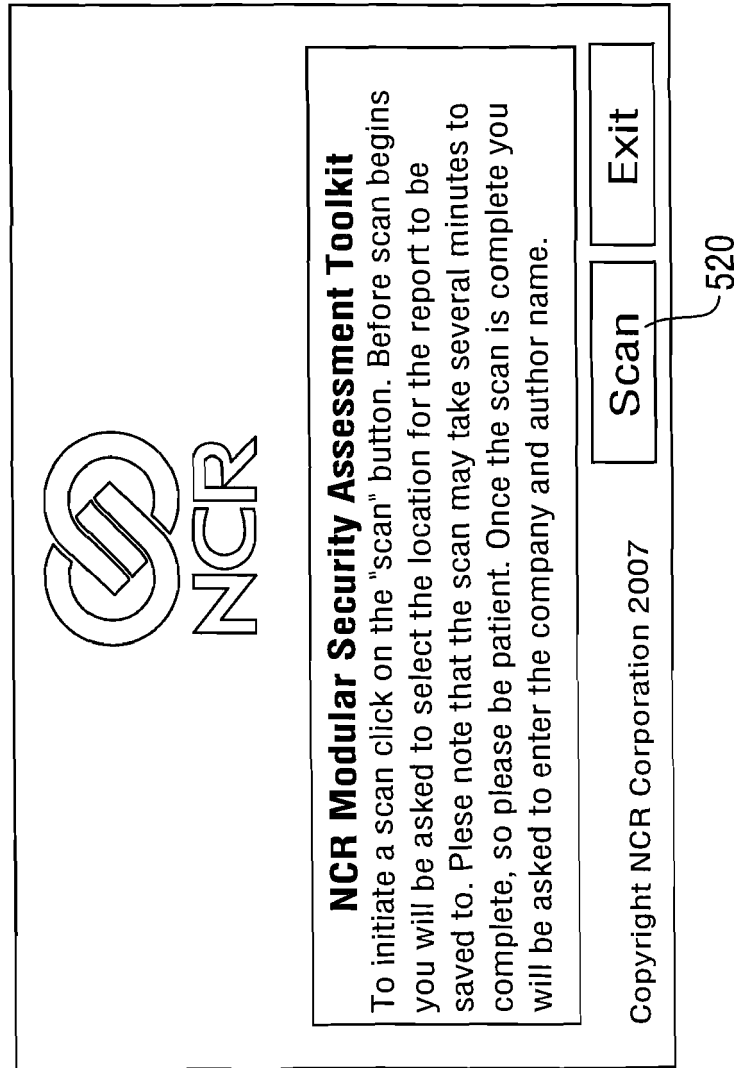 NCR
NCR Modular Security Assessment Toolkit
To initiate a scan click on the "scan" button. Before scan begins
you will be asked to select the location for the report to be
saved to. Plese note that the scan may take several minutes to
complete, so please be patient. Once the scan is complete you
will be asked to enter the company and author name.
Copyright NCR Corporation 2007
Scan
Exit
520